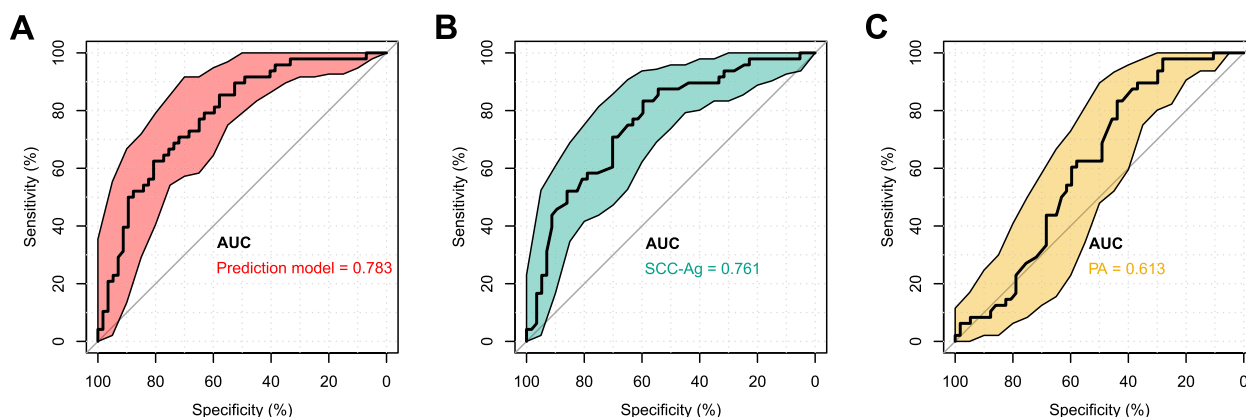 A
Sensitivity (%)
100
80
60
40
20
0
AUC
Prediction model = 0.783
100 80 60 40 20 0
Specificity (%)
B
Sensitivity (%)
100
80
60
40
20
0
AUC
SCC-Ag = 0.761
100 80 60 40 20 0
Specificity (%)
C
Sensitivity (%)
100
80
60
40
20
0
AUC
PA = 0.613
100 80 60 40 20 0
Specificity (%)